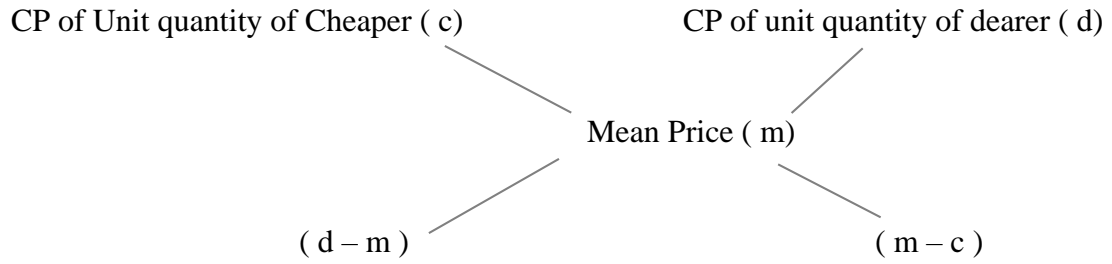 CP of Unit quantity of Cheaper ( c) CP of unit quantity of dearer ( d)
Mean Price ( m)
( d – m ) ( m – c )